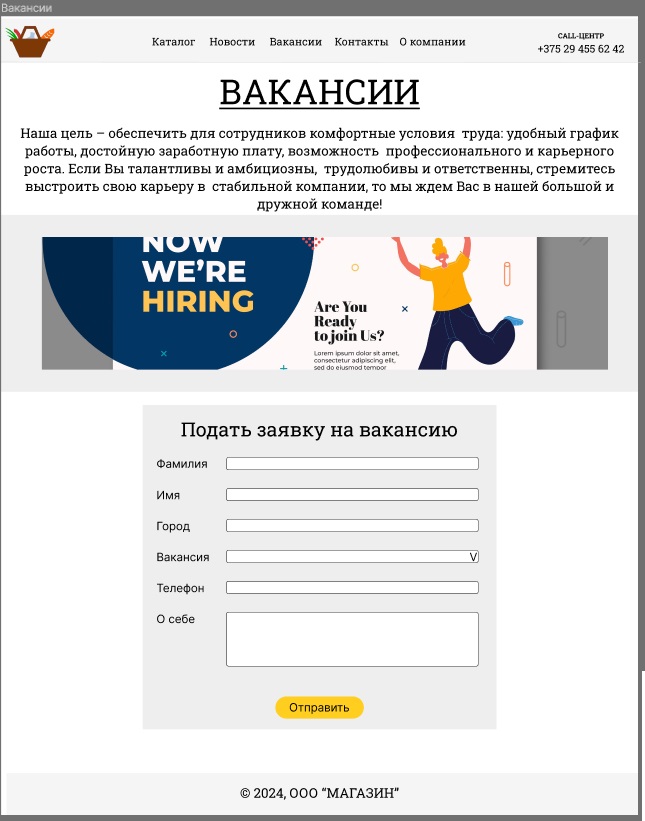 Вакансии
Каталог Новости Вакансии Контакты О компании
CALL-ЦЕНТР
+375 29 455 62 42
ВАКАНСИИ
Наша цель – обеспечить для сотрудников комфортные условия труда: удобный график
работы, достойную заработную плату, возможность профессионального и карьерного
роста. Если Вы талантливы и амбициозны, трудолюбивы и ответственны, стремитесь
выстроить свою карьеру в стабильной компании, то мы ждем Вас в нашей большой и
дружной команде!
NOW
WE'RE
HIRING
Are You
Ready
to join Us?
Lorem ipsum dolor sit amet,
consectetur adipiscing elit,
sed do eiusmod tempor
Подать заявку на вакансию
Фамилия
Имя
Город
Вакансия V
Телефон
О себе
Отправить
© 2024, ООО “МАГАЗИН”